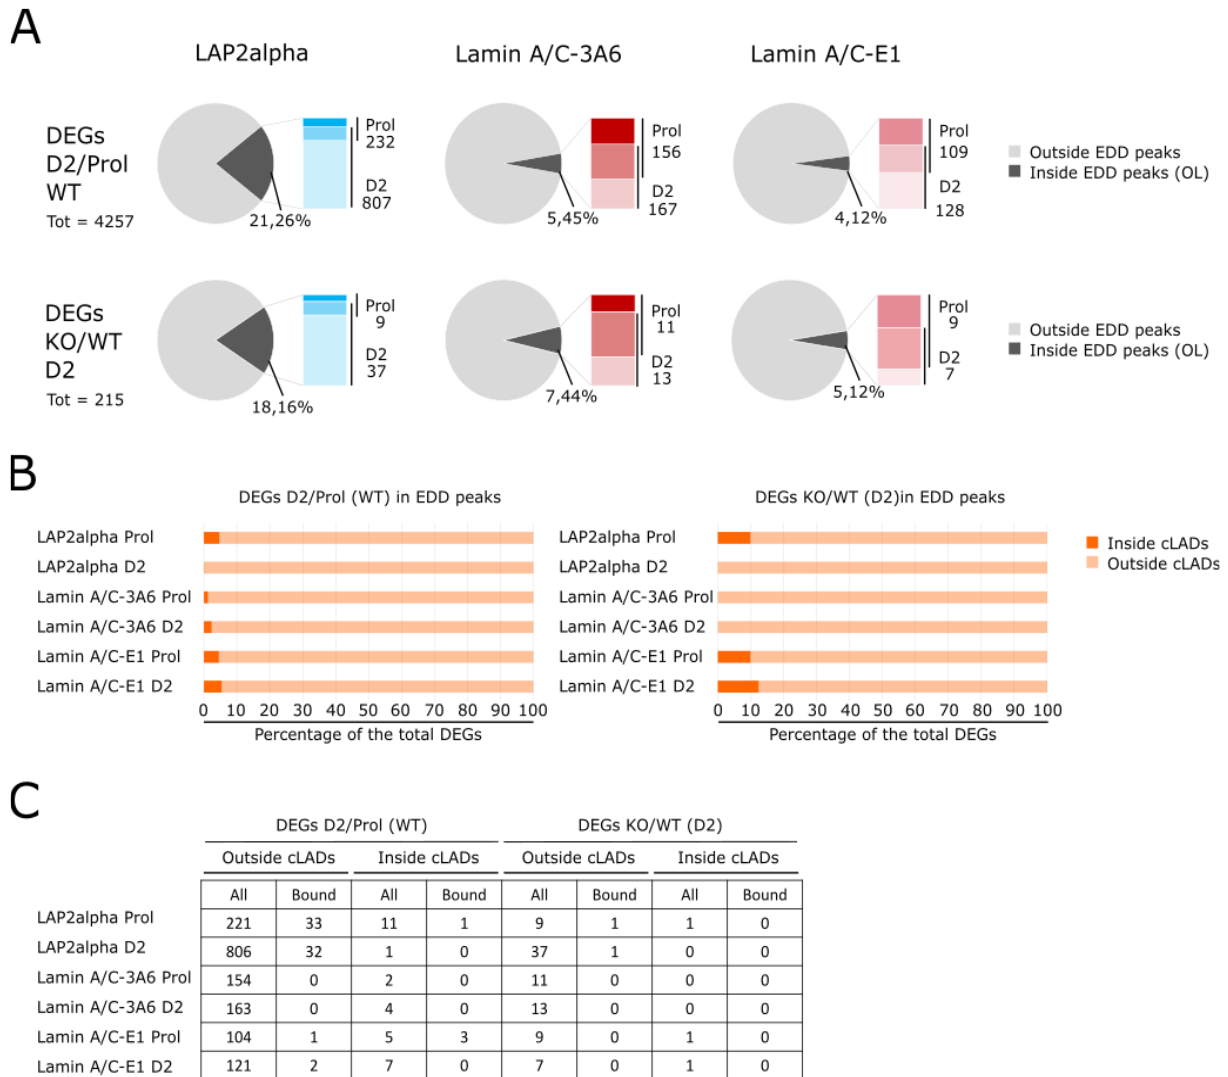 A
LAP2alpha
Lamin A/C-3A6
Lamin A/C-E1
DEGs
D2/Prol
WT
Tot = 4257
21,26%
Prol
232
D2
807
5,45%
Prol
156
D2
167
4,12%
Prol
109
D2
128
Outside EDD peaks
Inside EDD peaks (OL)
DEGs
KO/WT
D2
Tot = 215
18,16%
Prol
9
D2
37
7,44%
Prol
11
D2
13
5,12%
Prol
9
D2
7
Outside EDD peaks
Inside EDD peaks (OL)
B
DEGs D2/Prol (WT) in EDD peaks
LAP2alpha Prol
LAP2alpha D2
Lamin A/C-3A6 Prol
Lamin A/C-3A6 D2
Lamin A/C-E1 Prol
Lamin A/C-E1 D2
0 10 20 30 40 50 60 70 80 90 100
Percentage of the total DEGs
DEGs KO/WT (D2)in EDD peaks
LAP2alpha Prol
LAP2alpha D2
Lamin A/C-3A6 Prol
Lamin A/C-3A6 D2
Lamin A/C-E1 Prol
Lamin A/C-E1 D2
0 10 20 30 40 50 60 70 80 90 100
Percentage of the total DEGs
Inside cLADs
Outside cLADs
C
DEGs D2/Prol (WT) DEGs KO/WT (D2)
Outside cLADs Inside cLADs Outside cLADs Inside cLADs
All Bound All Bound All Bound All Bound
LAP2alpha Prol 221 33 11 1 9 1 1 0
LAP2alpha D2 806 32 1 0 37 1 0 0
Lamin A/C-3A6 Prol 154 0 2 0 11 0 0 0
Lamin A/C-3A6 D2 163 0 4 0 13 0 0 0
Lamin A/C-E1 Prol 104 1 5 3 9 0 1 0
Lamin A/C-E1 D2 121 2 7 0 7 0 1 0